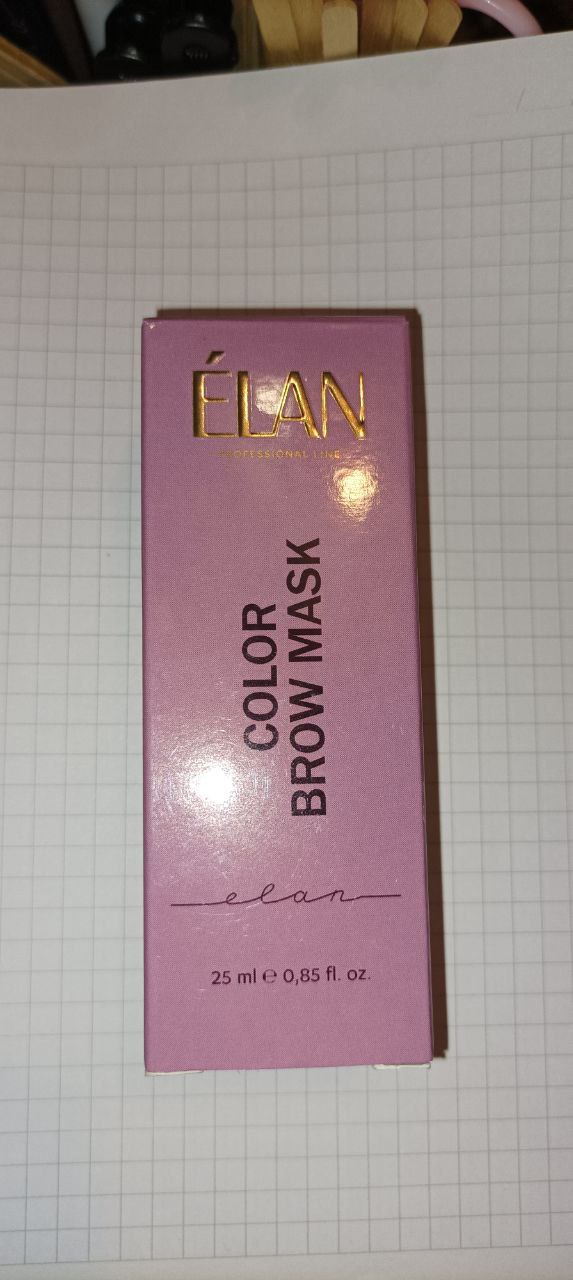 ÉLAN
PROFESSIONAL LINE
COLOR
BROW MASK
elan
25 ml ℮ 0,85 fl. oz.